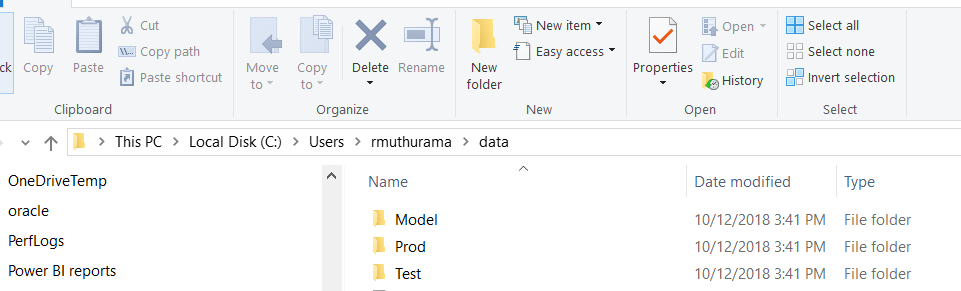 Cut
Copy path
Paste shortcut
ck
Copy
Paste
Clipboard
Move to
Copy to
Delete
Rename
Organize
New folder
New item
Easy access
New
Properties
Open
Edit
History
Open
Select all
Select none
Invert selection
Select
This PC > Local Disk (C:) > Users > rmuthurama > data
OneDriveTemp
oracle
PerfLogs
Power BI reports
Name Date modified Type
Model 10/12/2018 3:41 PM File folder
Prod 10/12/2018 3:41 PM File folder
Test 10/12/2018 3:41 PM File folder